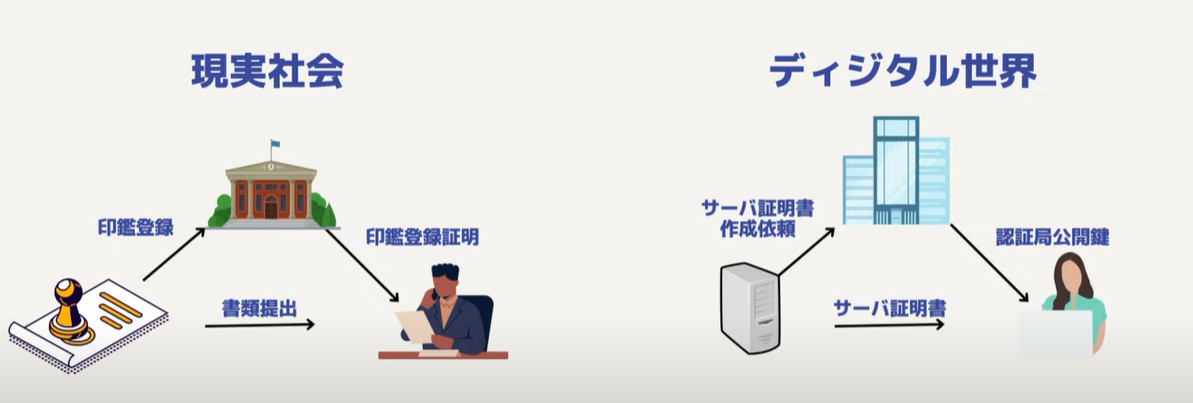 現実社会
印鑑登録
印鑑登録証明
書類提出
ディジタル世界
サーバ証明書
作成依頼
認証局公開鍵
サーバ証明書